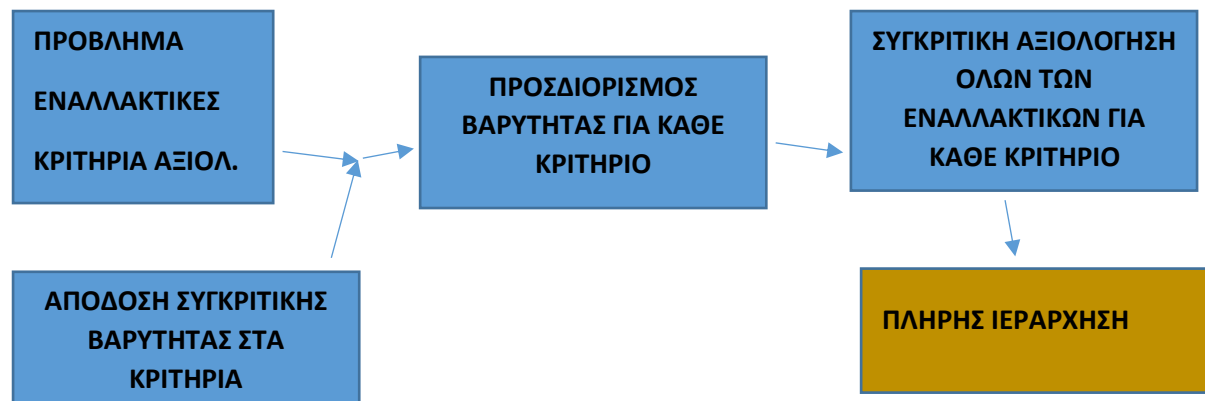 ΠΡΟΒΛΗΜΑ
ΕΝΑΛΛΑΚΤΙΚΕΣ
ΚΡΙΤΗΡΙΑ ΑΞΙΟΛ.
ΑΠΟΔΟΣΗ ΣΥΓΚΡΙΤΙΚΗΣ
ΒΑΡΥΤΗΤΑΣ ΣΤΑ
ΚΡΙΤΗΡΙΑ
ΠΡΟΣΔΙΟΡΙΣΜΟΣ
ΒΑΡΥΤΗΤΑΣ ΓΙΑ ΚΑΘΕ
ΚΡΙΤΗΡΙΟ
ΣΥΓΚΡΙΤΙΚΗ ΑΞΙΟΛΟΓΗΣΗ
ΟΛΩΝ ΤΩΝ
ΕΝΑΛΛΑΚΤΙΚΩΝ ΓΙΑ
ΚΑΘΕ ΚΡΙΤΗΡΙΟ
ΠΛΗΡΗΣ ΙΕΡΑΡΧΗΣΗ